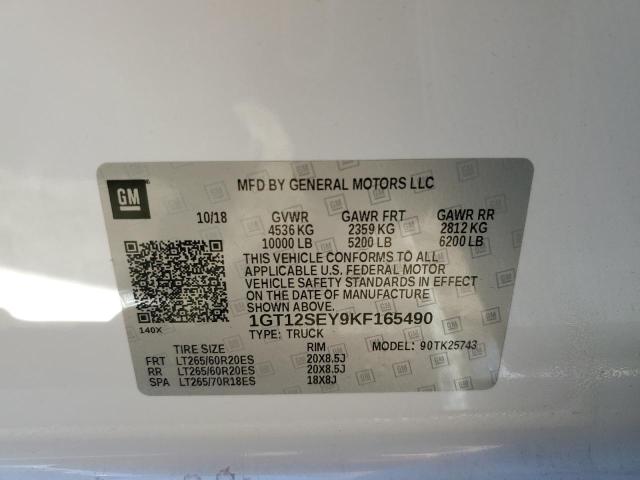 GM
MFD BY GENERAL MOTORS LLC
10/18 GVWR GAWR FRT GAWR RR
4536 KG 2359 KG 2812 KG
10000 LB 5200 LB 6200 LB
THIS VEHICLE CONFORMS TO ALL
APPLICABLE U.S. FEDERAL MOTOR
VEHICLE SAFETY STANDARDS IN EFFECT
ON THE DATE OF MANUFACTURE
SHOWN ABOVE.
140X
1GT12SEY9KF165490
TYPE: TRUCK MODEL: 90TK25743
TIRE SIZE RIM
FRT LT265/60R20ES 20X8.5J
RR LT265/60R20ES 20X8.5J
SPA LT265/70R18ES 18X8J